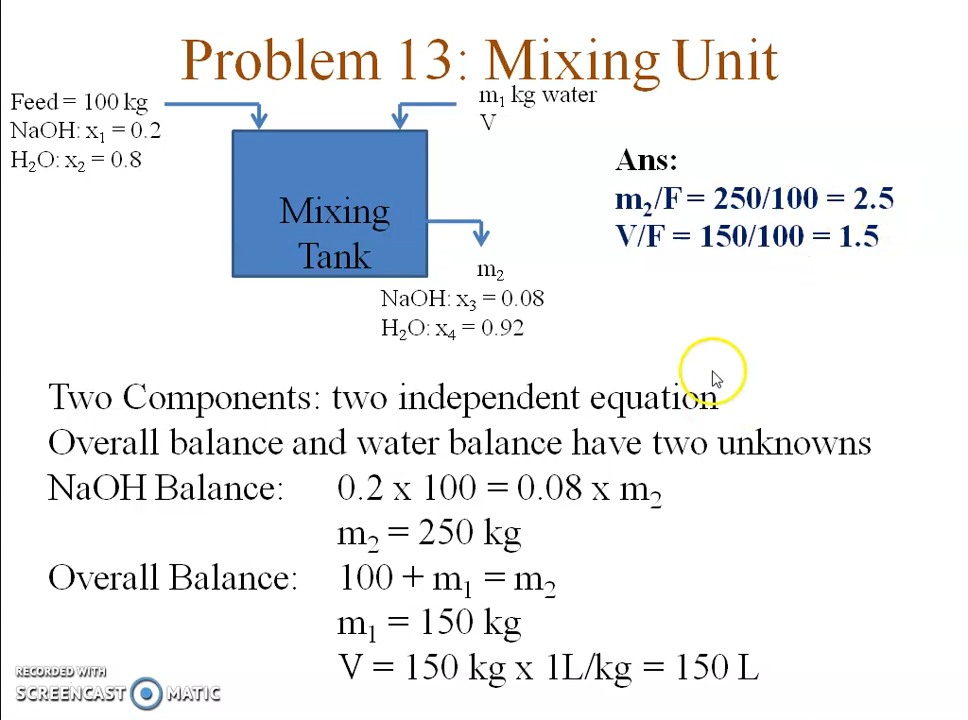 Problem 13: Mixing Unit
Feed = 100 kg
NaOH: x₁ = 0.2
H₂O: x₂ = 0.8
m₁ kg water
V
Mixing
Tank
m₂
NaOH: x₃ = 0.08
H₂O: x₄ = 0.92
Ans:
m₂/F = 250/100 = 2.5
V/F = 150/100 = 1.5
Two Components: two independent equation
Overall balance and water balance have two unknowns
NaOH Balance: 0.2 x 100 = 0.08 x m₂
m₂ = 250 kg
Overall Balance: 100 + m₁ = m₂
m₁ = 150 kg
V = 150 kg x 1L/kg = 150 L
RECORDED WITH
SCREENCAST MATIC